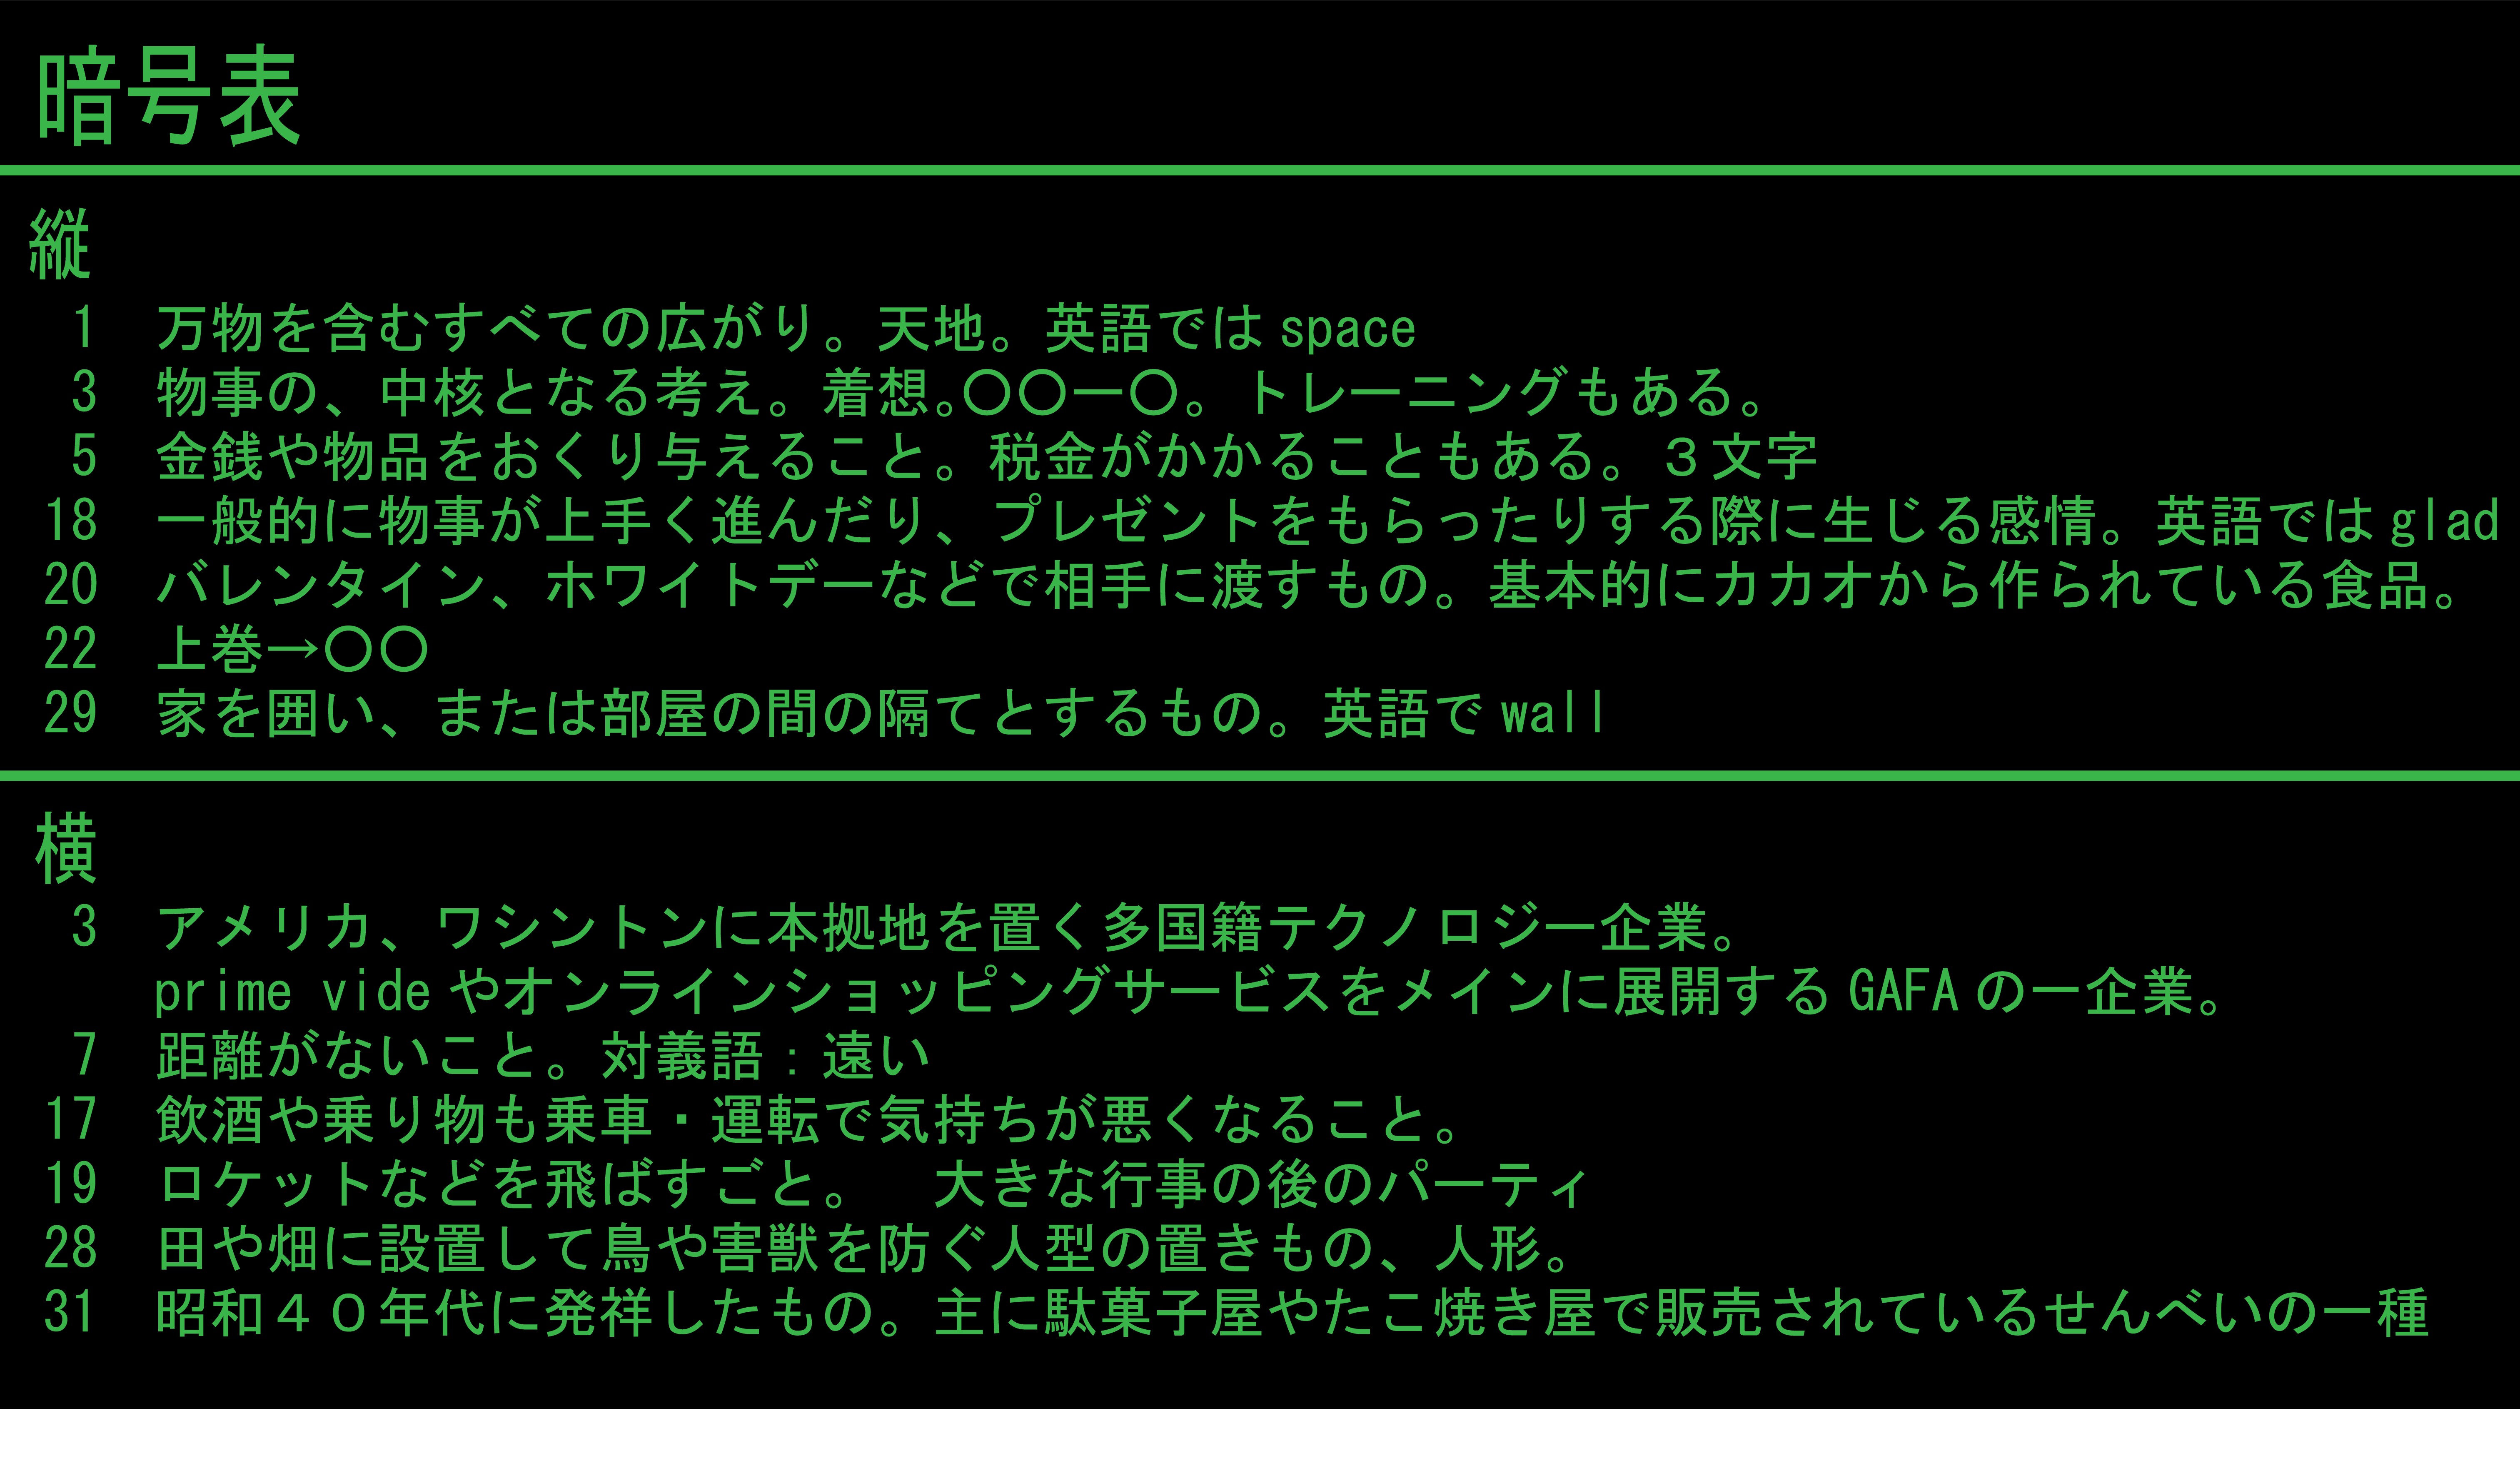 暗号表
縦
1 万物を含むすべての広がり。天地。英語では space
3 物事の、中核となる考え。着想。〇〇ー〇。トレーニングもある。
5 金銭や物品をおくり与えること。税金がかかることもある。３文字
18 一般的に物事が上手く進んだり、プレゼントをもらったりする際に生じる感情。英語では glad
20 バレンタイン、ホワイトデーなどで相手に渡すもの。基本的にカカオから作られている食品。
22 上巻→〇〇
29 家を囲い、または部屋の間の隔てとするもの。英語で wall
横
3 アメリカ、ワシントンに本拠地を置く多国籍テクノロジー企業。
prime vide やオンラインショッピングサービスをメインに展開する GAFA の一企業。
7 距離がないこと。対義語：遠い
17 飲酒や乗り物も乗車・運転で気持ちが悪くなること。
19 ロケットなどを飛ばすごと。　大きな行事の後のパーティ
28 田や畑に設置して鳥や害獣を防ぐ人型の置きもの、人形。
31 昭和４０年代に発祥したもの。主に駄菓子屋やたこ焼き屋で販売されているせんべいの一種